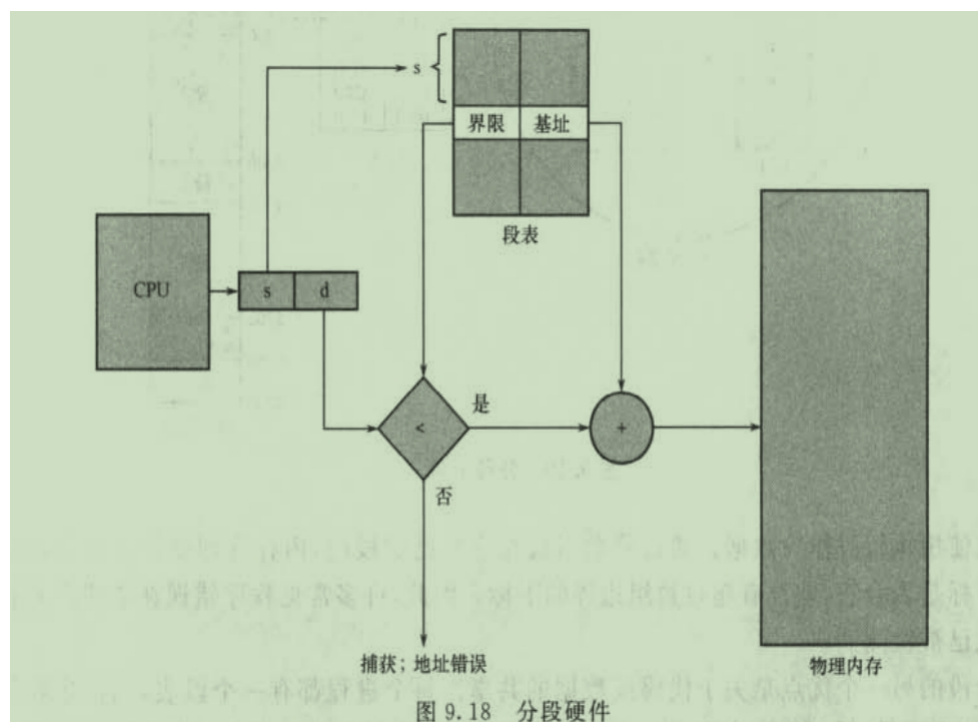 s
界限 基址
段表
CPU
s d
<
是
+
否
捕获：地址错误
物理内存
图 9.18 分段硬件